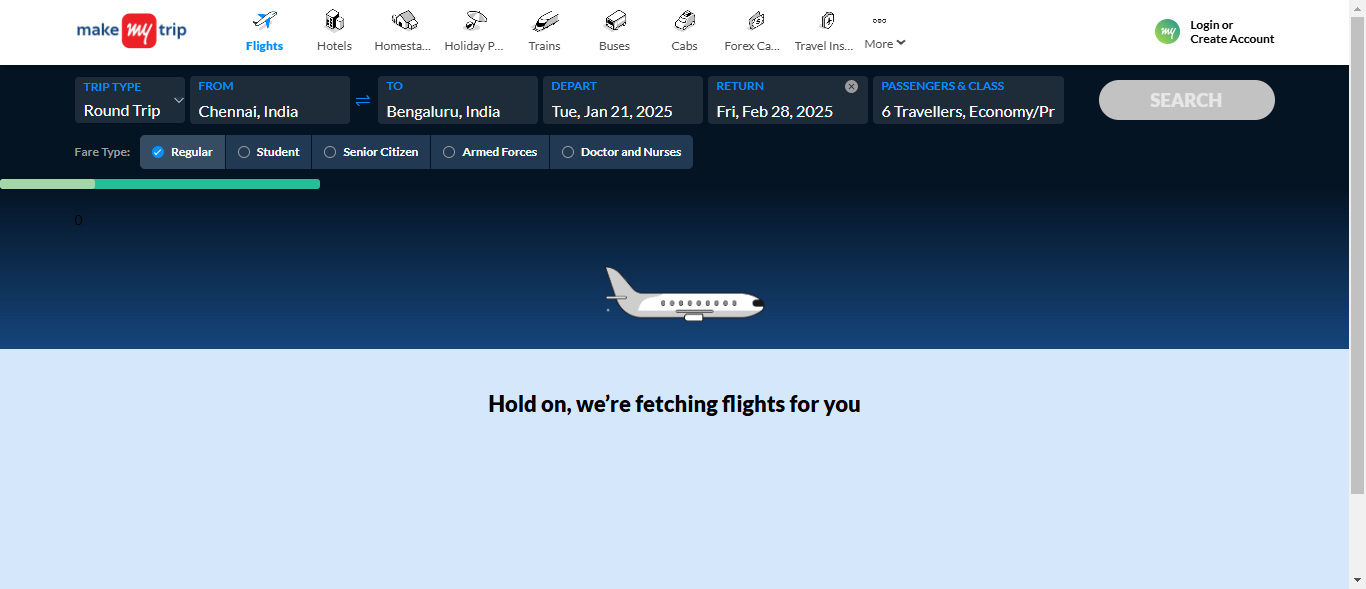 make my trip
Flights
Hotels
Homesta...
Holiday P...
Trains
Buses
Cabs
Forex Ca...
Travel Ins...
More
my
Login or
Create Account
TRIP TYPE
Round Trip
FROM
Chennai, India
TO
Bengaluru, India
DEPART
Tue, Jan 21, 2025
RETURN
Fri, Feb 28, 2025
PASSENGERS & CLASS
6 Travellers, Economy/Pr
SEARCH
Fare Type:
Regular
Student
Senior Citizen
Armed Forces
Doctor and Nurses
0
Hold on, we’re fetching flights for you